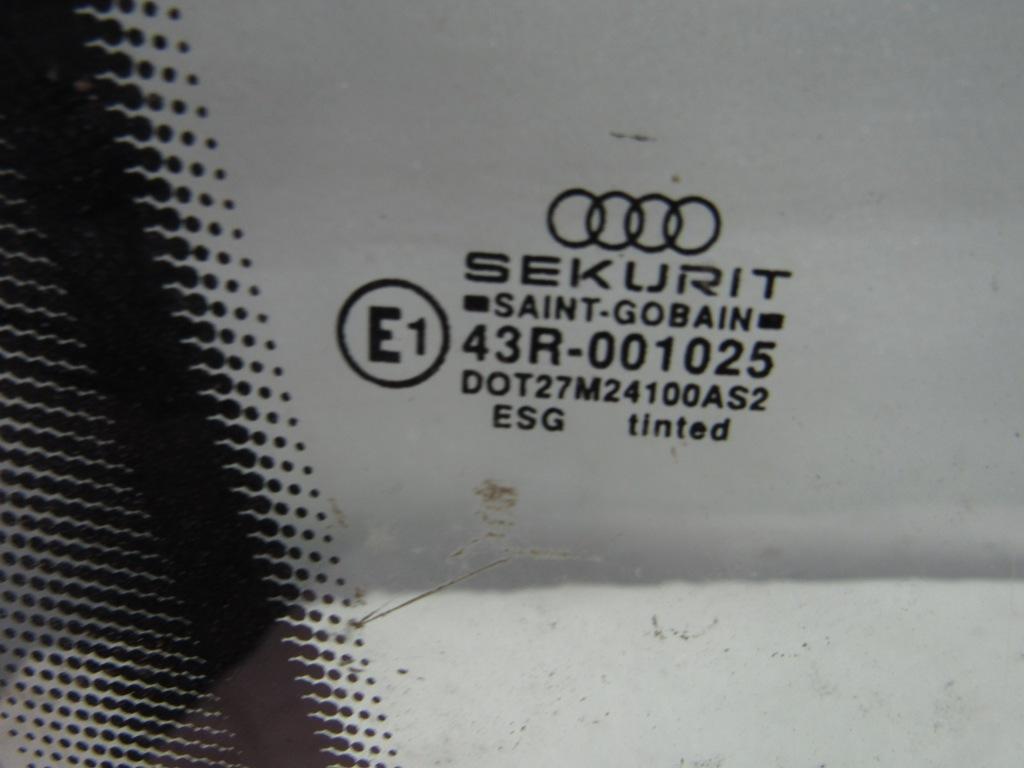 SEKURIT
SAINT-GOBAIN
E1 43R-001025
DOT27M24100AS2
ESG tinted